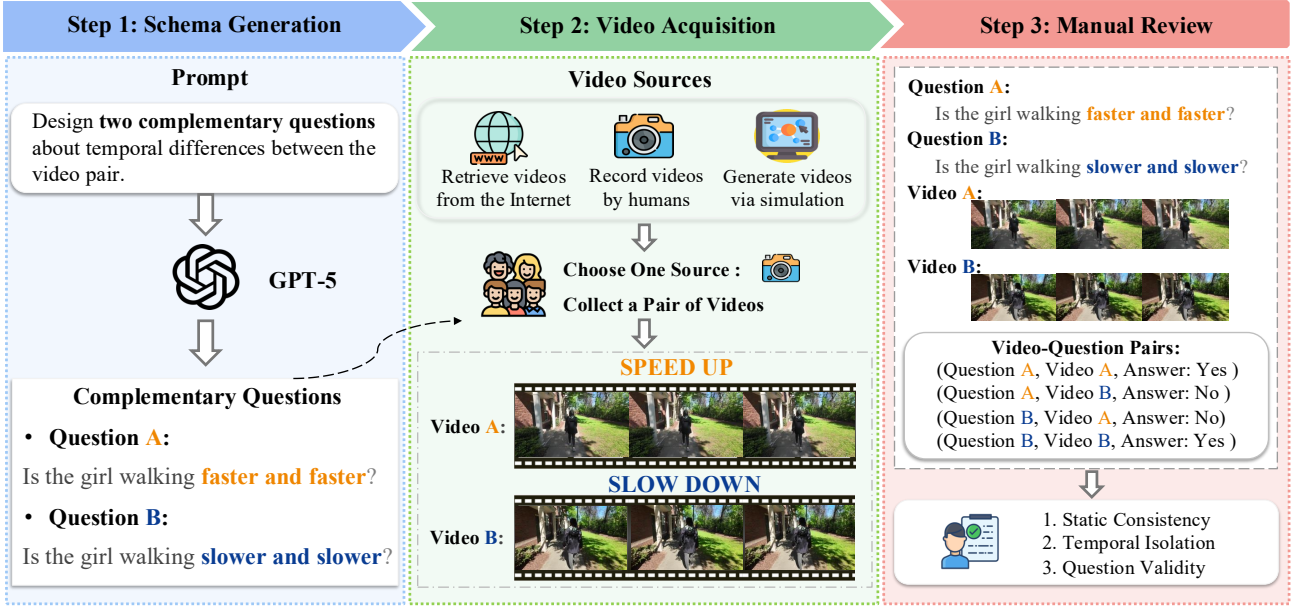 Step 1: Schema Generation
Prompt
Design two complementary questions
about temporal differences between the
video pair.
GPT-5
Complementary Questions
• Question A:
Is the girl walking faster and faster?
• Question B:
Is the girl walking slower and slower?
Step 2: Video Acquisition
Video Sources
WWW
Retrieve videos
from the Internet
Record videos
by humans
Generate videos
via simulation
Choose One Source :
Collect a Pair of Videos
SPEED UP
Video A:
SLOW DOWN
Video B:
Step 3: Manual Review
Question A:
Is the girl walking faster and faster?
Question B:
Is the girl walking slower and slower?
Video A:
Video B:
Video-Question Pairs:
(Question A, Video A, Answer: Yes )
(Question A, Video B, Answer: No )
(Question B, Video A, Answer: No)
(Question B, Video B, Answer: Yes )
1. Static Consistency
2. Temporal Isolation
3. Question Validity